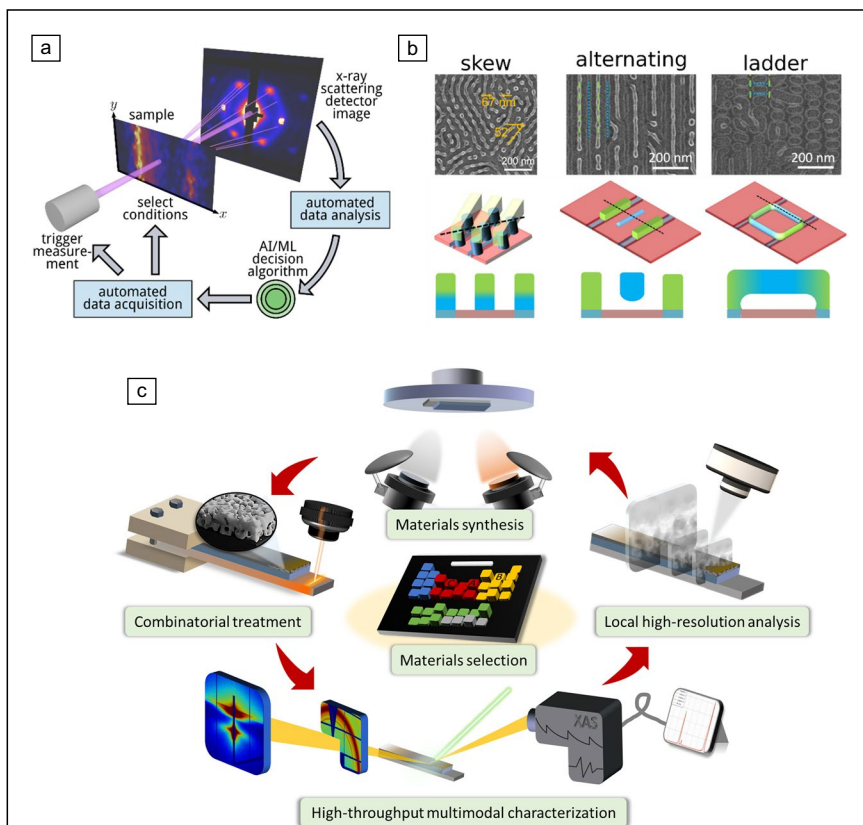 a
y
sample
x-ray
scattering
detector
image
x
select
conditions
trigger
measure-
ment
automated
data analysis
AI/ML
decision
algorithm
automated
data acquisition
b
skew
alternating
ladder
67 nm
52°
200 nm
200 nm
200 nm
c
Materials synthesis
B
Combinatorial treatment
Materials selection
Local high-resolution analysis
XAS
High-throughput multimodal characterization